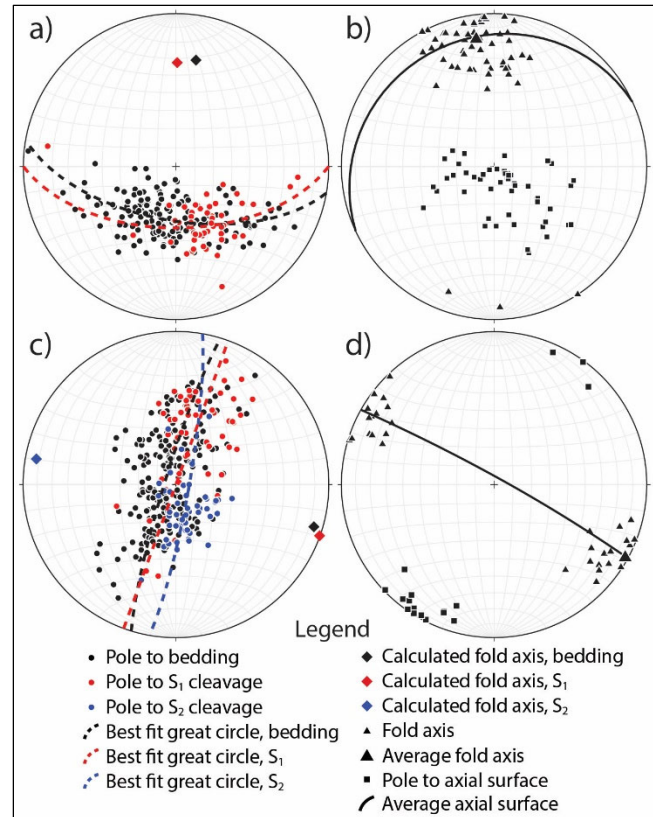 a)
b)
c)
d)
Legend
Pole to bedding
Pole to S₁ cleavage
Pole to S₂ cleavage
Best fit great circle, bedding
Best fit great circle, S₁
Best fit great circle, S₂
Calculated fold axis, bedding
Calculated fold axis, S₁
Calculated fold axis, S₂
Fold axis
Average fold axis
Pole to axial surface
Average axial surface